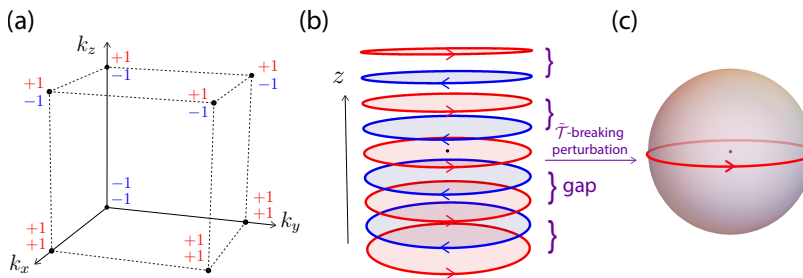 (a)
k_z
+1
−1
+1
−1
+1
−1
+1
−1
−1
−1
+1
+1
k_y
+1
+1
k_x
+1
+1
(b)
z
}
}
}
}
gap
𝒯̃-breaking
perturbation
(c)